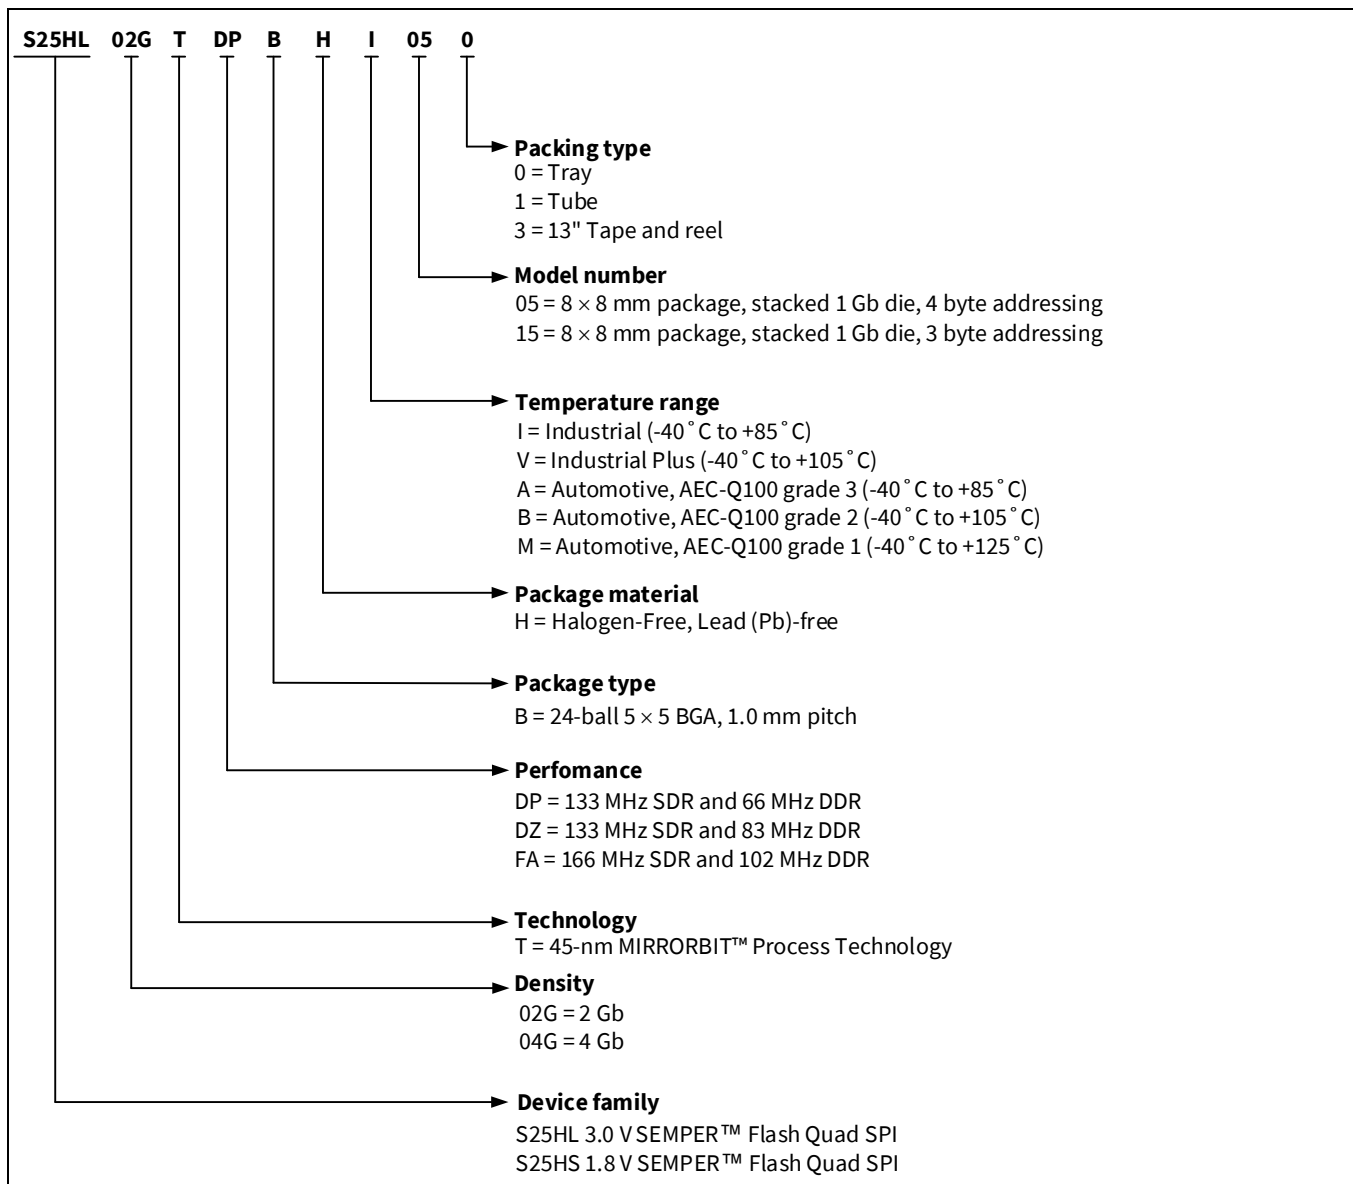 S25HL 02G T DP B H I 05 0
Packing type
0 = Tray
1 = Tube
3 = 13" Tape and reel
Model number
05 = 8 × 8 mm package, stacked 1 Gb die, 4 byte addressing
15 = 8 × 8 mm package, stacked 1 Gb die, 3 byte addressing
Temperature range
I = Industrial (-40˚C to +85˚C)
V = Industrial Plus (-40˚C to +105˚C)
A = Automotive, AEC-Q100 grade 3 (-40˚C to +85˚C)
B = Automotive, AEC-Q100 grade 2 (-40˚C to +105˚C)
M = Automotive, AEC-Q100 grade 1 (-40˚C to +125˚C)
Package material
H = Halogen-Free, Lead (Pb)-free
Package type
B = 24-ball 5 × 5 BGA, 1.0 mm pitch
Perfomance
DP = 133 MHz SDR and 66 MHz DDR
DZ = 133 MHz SDR and 83 MHz DDR
FA = 166 MHz SDR and 102 MHz DDR
Technology
T = 45-nm MIRRORBIT™ Process Technology
Density
02G = 2 Gb
04G = 4 Gb
Device family
S25HL 3.0 V SEMPER™ Flash Quad SPI
S25HS 1.8 V SEMPER™ Flash Quad SPI